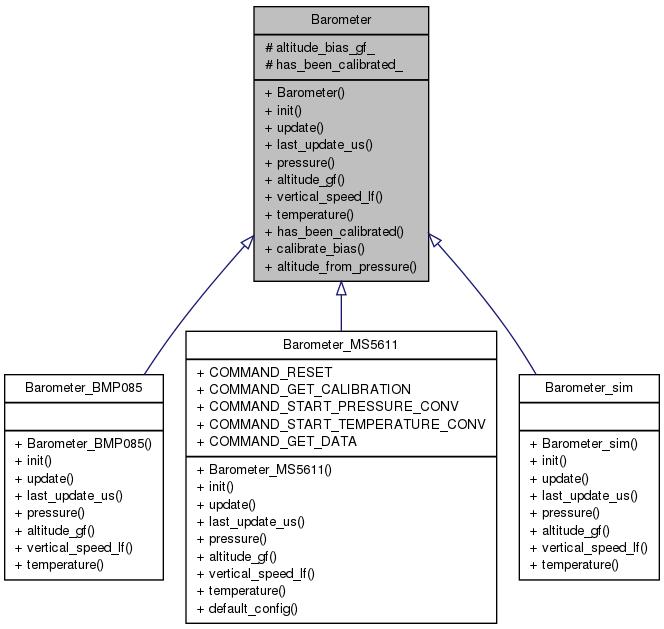 Barometer
# altitude_bias_gf_
# has_been_calibrated_
+ Barometer()
+ init()
+ update()
+ last_update_us()
+ pressure()
+ altitude_gf()
+ vertical_speed_lf()
+ temperature()
+ has_been_calibrated()
+ calibrate_bias()
+ altitude_from_pressure()
Barometer_BMP085
+ Barometer_BMP085()
+ init()
+ update()
+ last_update_us()
+ pressure()
+ altitude_gf()
+ vertical_speed_lf()
+ temperature()
Barometer_MS5611
+ COMMAND_RESET
+ COMMAND_GET_CALIBRATION
+ COMMAND_START_PRESSURE_CONV
+ COMMAND_START_TEMPERATURE_CONV
+ COMMAND_GET_DATA
+ Barometer_MS5611()
+ init()
+ update()
+ last_update_us()
+ pressure()
+ altitude_gf()
+ vertical_speed_lf()
+ temperature()
+ default_config()
Barometer_sim
+ Barometer_sim()
+ init()
+ update()
+ last_update_us()
+ pressure()
+ altitude_gf()
+ vertical_speed_lf()
+ temperature()